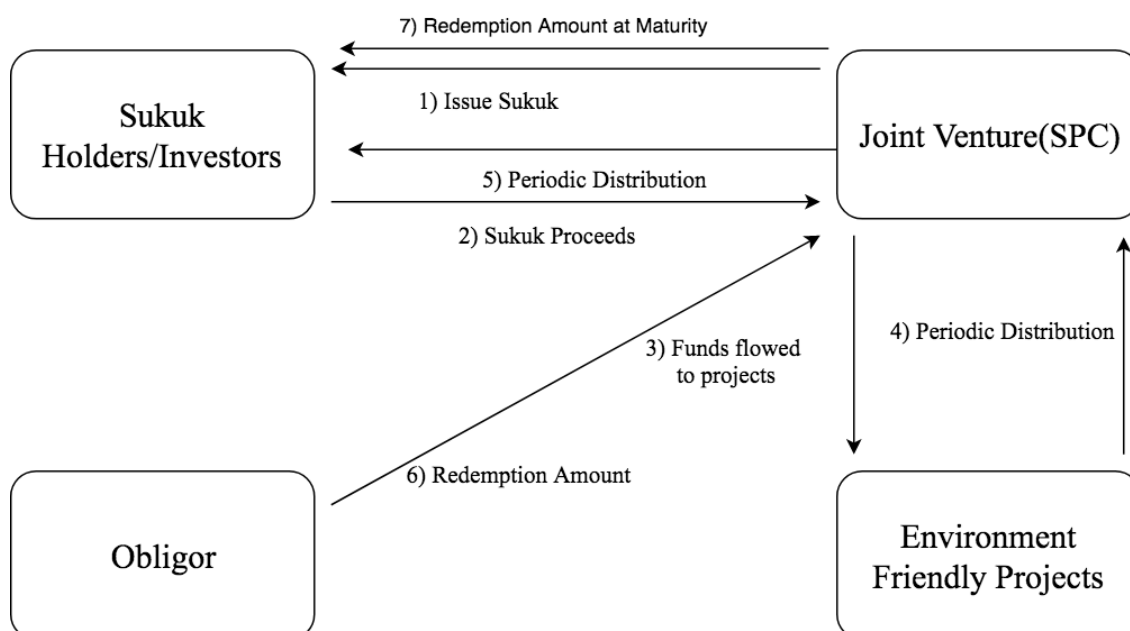 7) Redemption Amount at Maturity
Sukuk
Holders/Investors
1) Issue Sukuk
Joint Venture(SPC)
5) Periodic Distribution
2) Sukuk Proceeds
3) Funds flowed
to projects
4) Periodic Distribution
6) Redemption Amount
Obligor
Environment
Friendly Projects